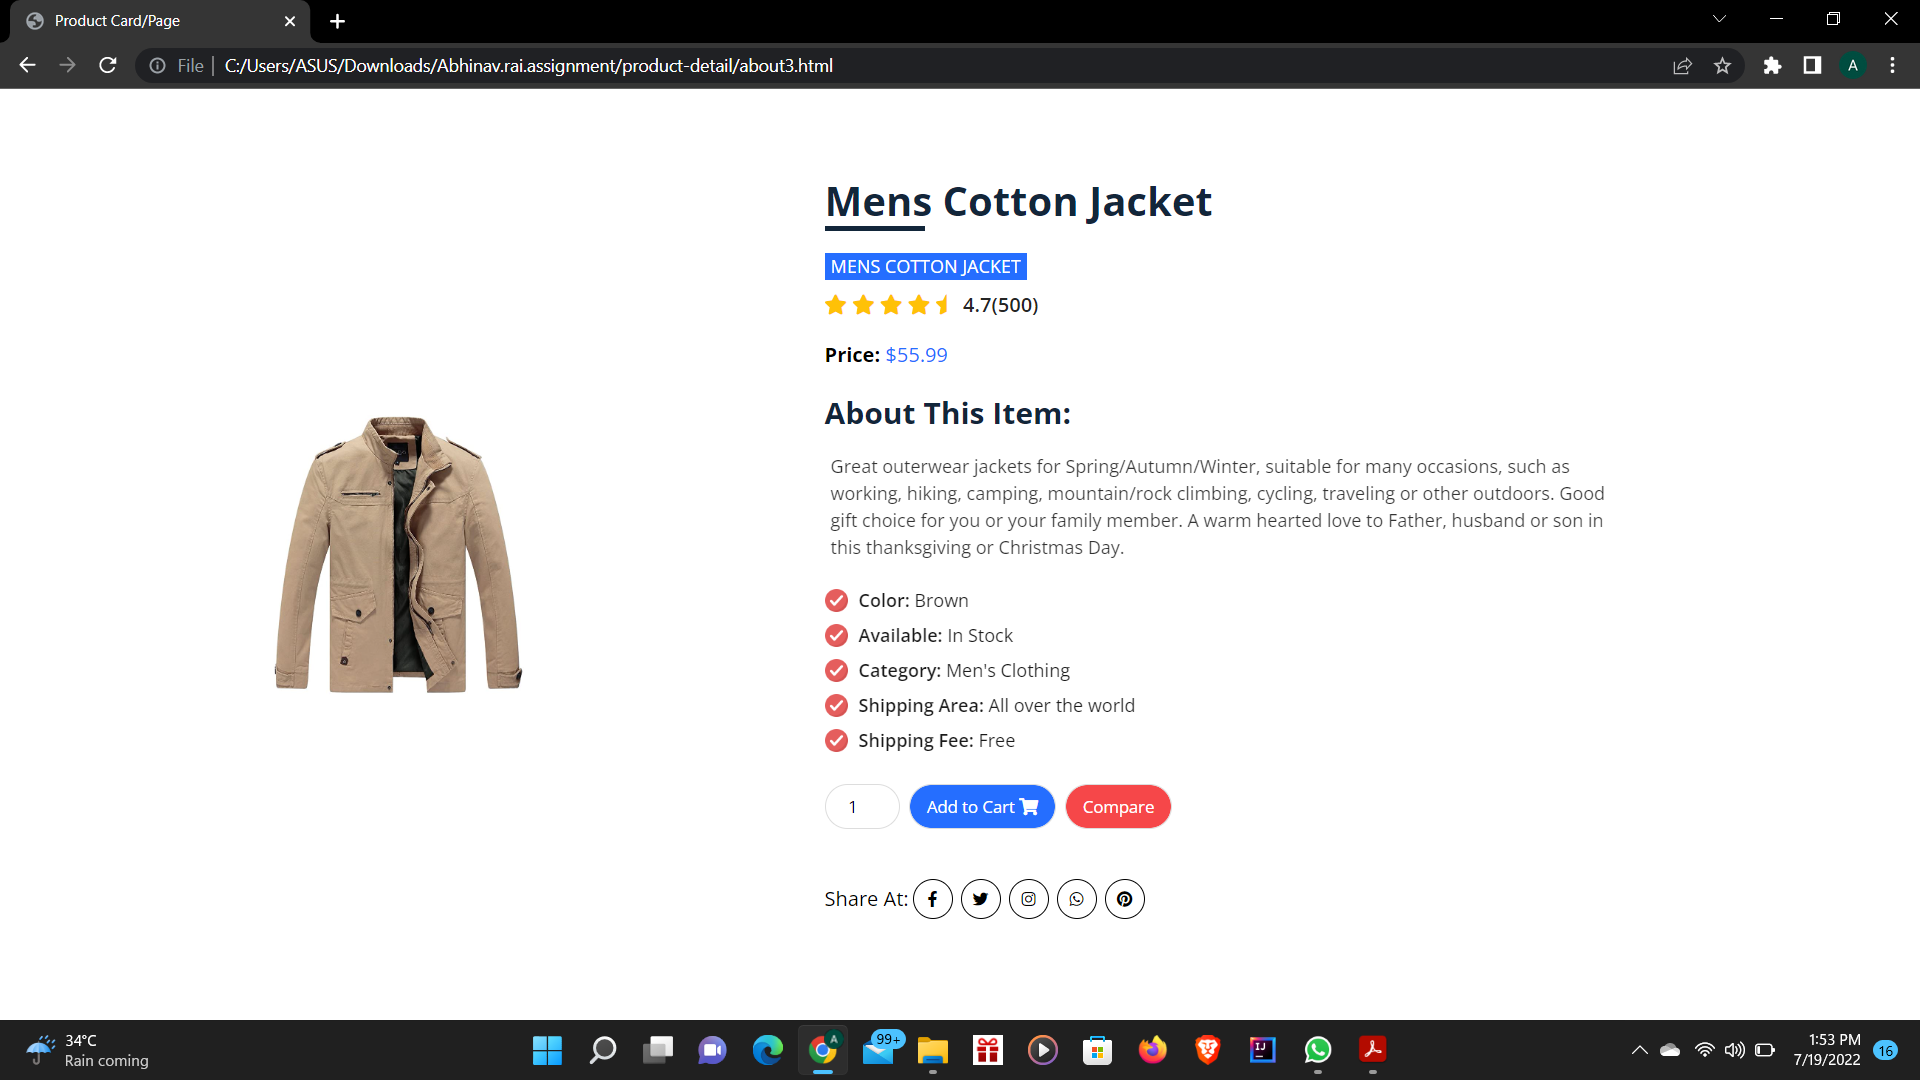 Product Card/Page
File
C:/Users/ASUS/Downloads/Abhinav.rai.assignment/product-detail/about3.html
A
Mens Cotton Jacket
MENS COTTON JACKET
4.7(500)
Price: $55.99
About This Item:
Great outerwear jackets for Spring/Autumn/Winter, suitable for many occasions, such as
working, hiking, camping, mountain/rock climbing, cycling, traveling or other outdoors. Good
gift choice for you or your family member. A warm hearted love to Father, husband or son in
this thanksgiving or Christmas Day.
Color: Brown
Available: In Stock
Category: Men's Clothing
Shipping Area: All over the world
Shipping Fee: Free
1
Add to Cart
Compare
Share At:
34°C
Rain coming
A
99+
IJ
1:53 PM
7/19/2022
16